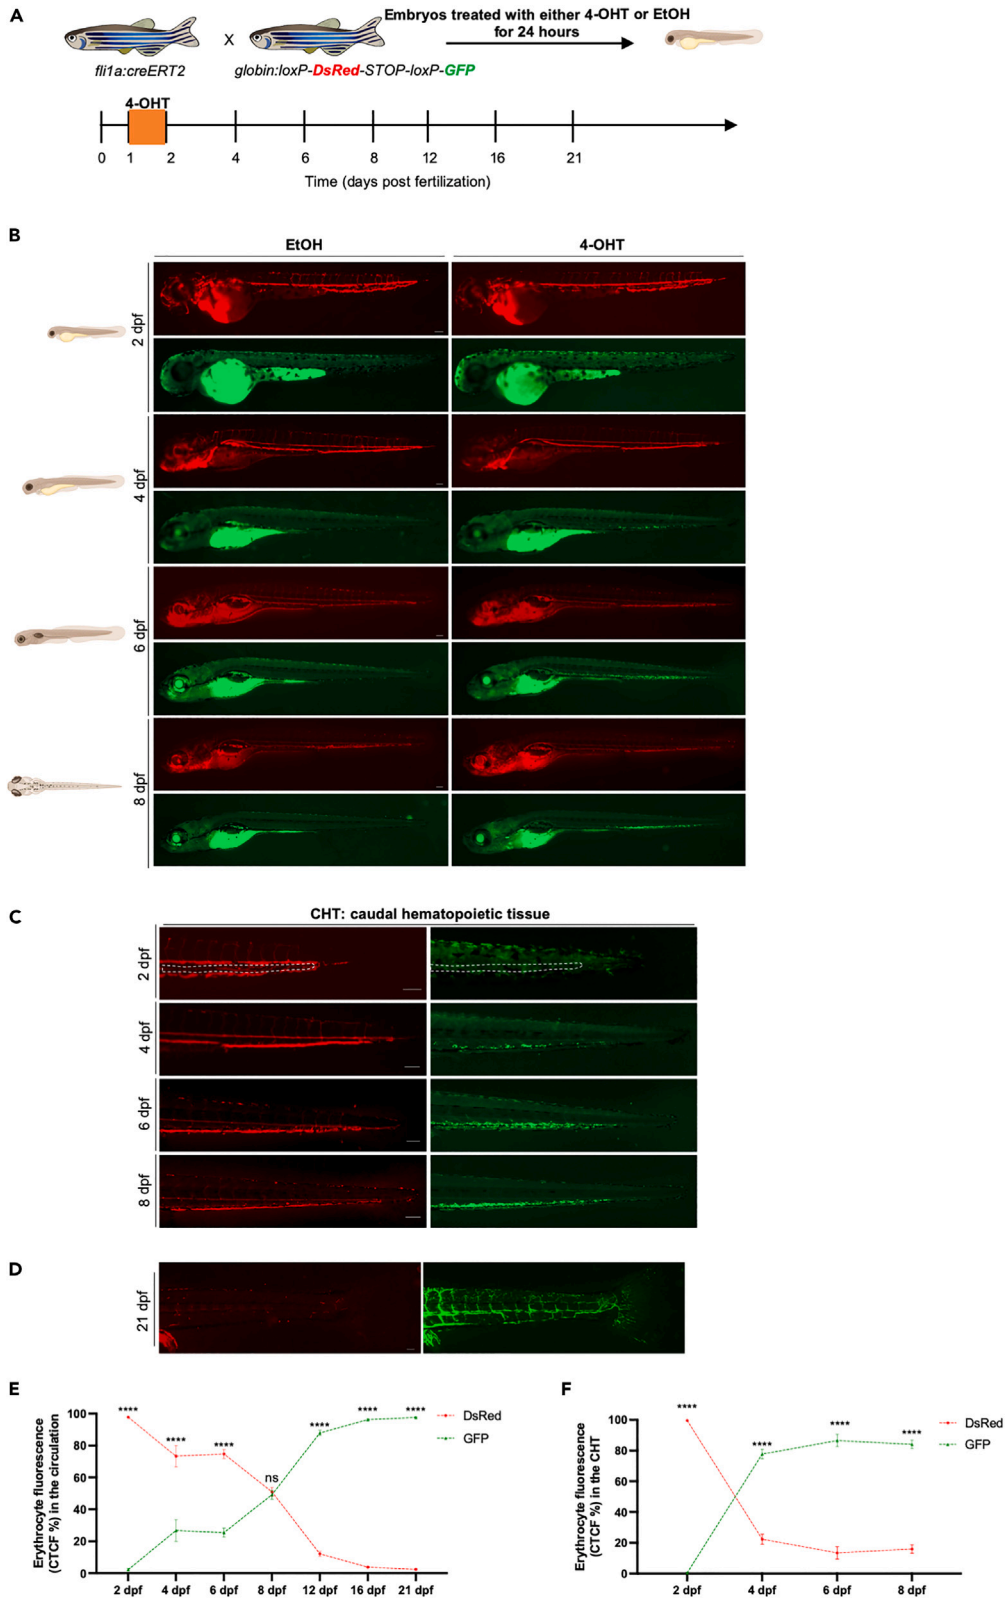 A
Embryos treated with either 4-OHT or EtOH
for 24 hours
X
fli1a:creERT2
globin:loxP-DsRed-STOP-loxP-GFP
4-OHT
0 1 2 4 6 8 12 16 21
Time (days post fertilization)
B
EtOH 4-OHT
2 dpf
4 dpf
6 dpf
8 dpf
C
CHT: caudal hematopoietic tissue
2 dpf
4 dpf
6 dpf
8 dpf
D
21 dpf
E
Erythrocyte fluorescence
(CTCF %) in the circulation
100
80
60
40
20
0
**** **** **** ns **** **** ****
DsRed
GFP
2 dpf 4 dpf 6 dpf 8 dpf 12 dpf 16 dpf 21 dpf
F
Erythrocyte fluorescence
(CTCF %) in the CHT
100
80
60
40
20
0
**** **** **** ****
DsRed
GFP
2 dpf 4 dpf 6 dpf 8 dpf